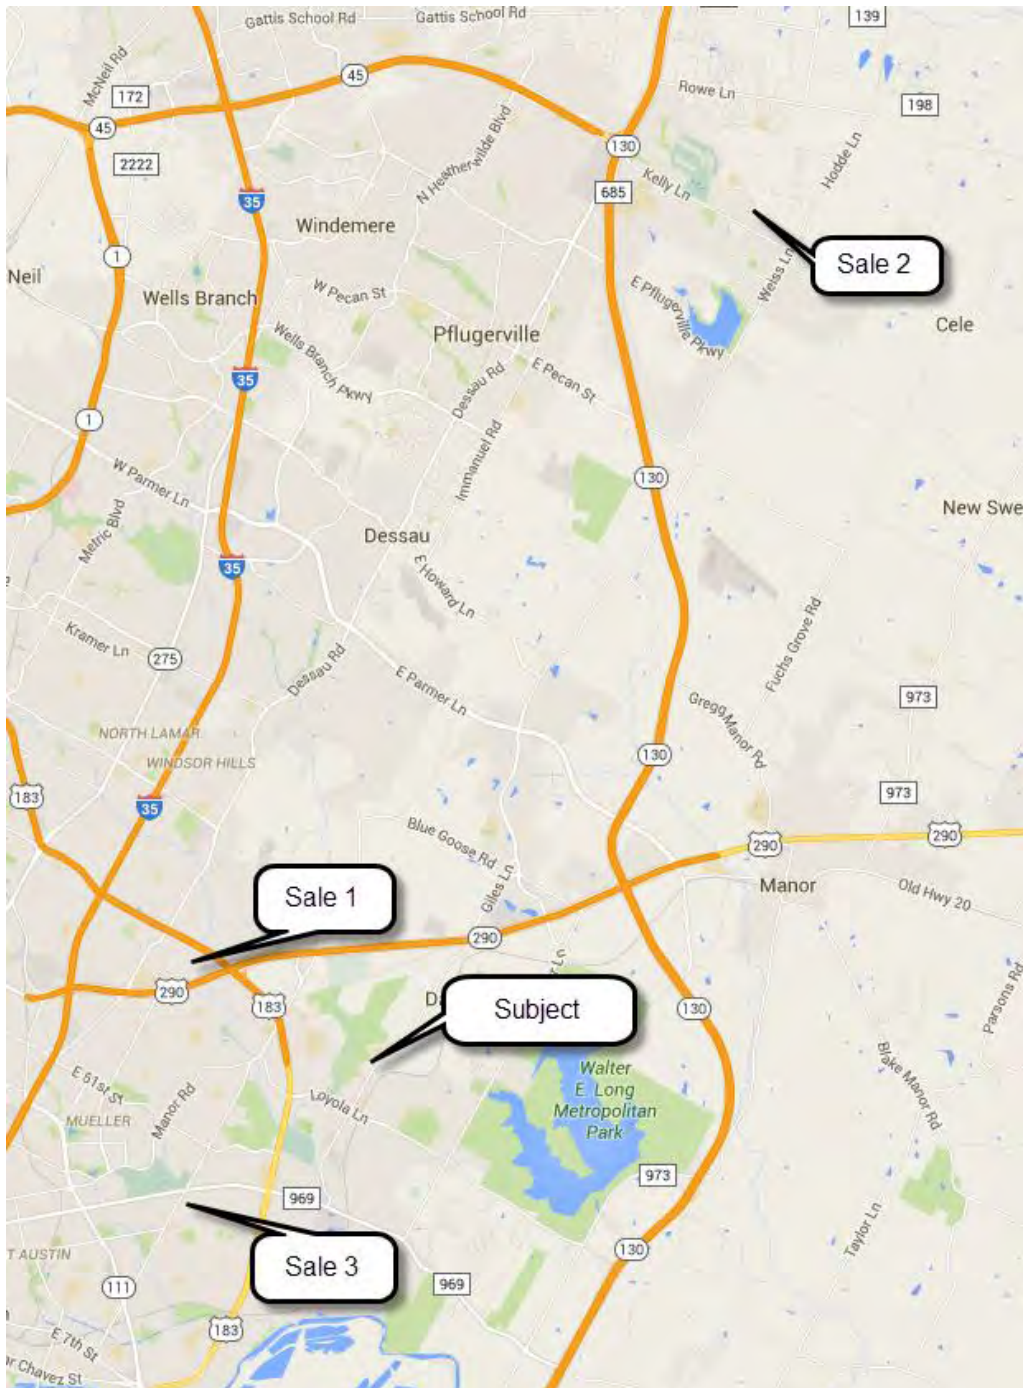 Gattis School Rd
Gattis School Rd
139
McNeil Rd
45
Rowe Ln
172
198
45
130
2222
N Heatherwilde Blvd
Kelly Ln
Hodde Ln
685
35
Windemere
1
Sale 2
Neil
Weiss Ln
W Pecan St
E Pflugerville Pkwy
Wells Branch
Cele
Pflugerville
Wells Branch Pkwy
35
E Pecan St
Dessau Rd
1
W Parmer Ln
Immanuel Rd
130
New Swe
Metric Blvd
Dessau
35
E Howard Ln
Fuchs Grove Rd
Kramer Ln
275
Dessau Rd
E Parmer Ln
973
Gregg Manor Rd
NORTH LAMAR
130
WINDSOR HILLS
183
973
35
Blue Goose Rd
290
290
Sale 1
Giles Ln
Manor
Old Hwy 20
290
290
183
D
r Ln
Subject
130
Parsons Rd
Blake Manor Rd
E 51st St
Manor Rd
Loyola Ln
Walter
E. Long
Metropolitan
Park
MUELLER
973
969
T AUSTIN
Sale 3
Taylor Ln
130
111
969
183
E 7th St
or Chavez St